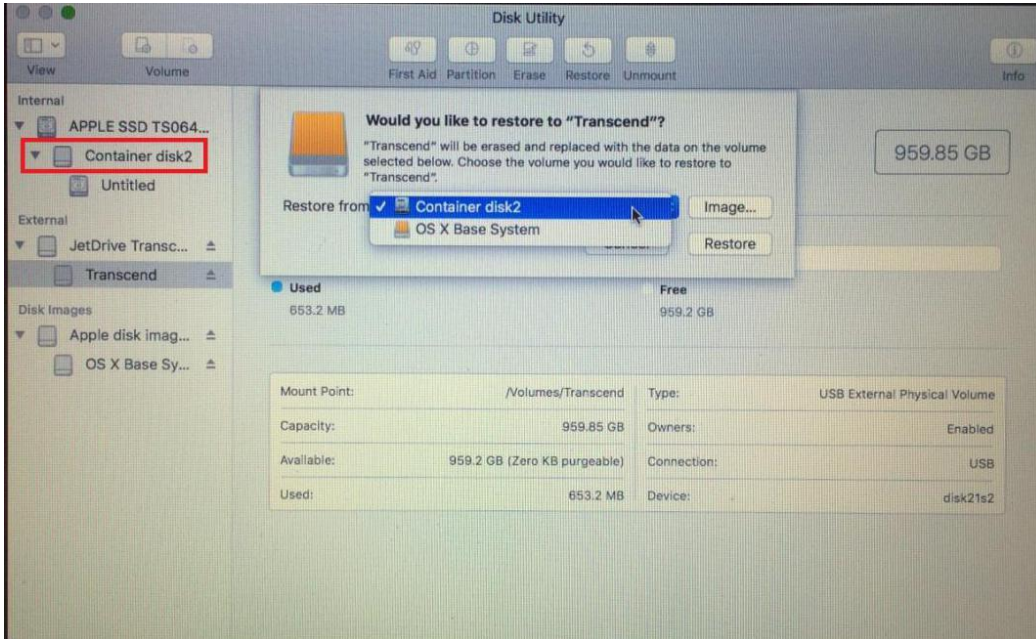 Disk Utility
View
Volume
First Aid
Partition
Erase
Restore
Unmount
Info
Internal
APPLE SSD TS064...
Container disk2
Untitled
External
JetDrive Transc...
Transcend
Disk Images
Apple disk imag...
OS X Base Sy...
Would you like to restore to “Transcend”?
"Transcend" will be erased and replaced with the data on the volume
selected below. Choose the volume you would like to restore to
"Transcend".
Restore from
Container disk2
OS X Base System
Image...
Restore
959.85 GB
Used
653.2 MB
Free
959.2 GB
Mount Point: /Volumes/Transcend
Capacity: 959.85 GB
Available: 959.2 GB (Zero KB purgeable)
Used: 653.2 MB
Type: USB External Physical Volume
Owners: Enabled
Connection: USB
Device: disk21s2